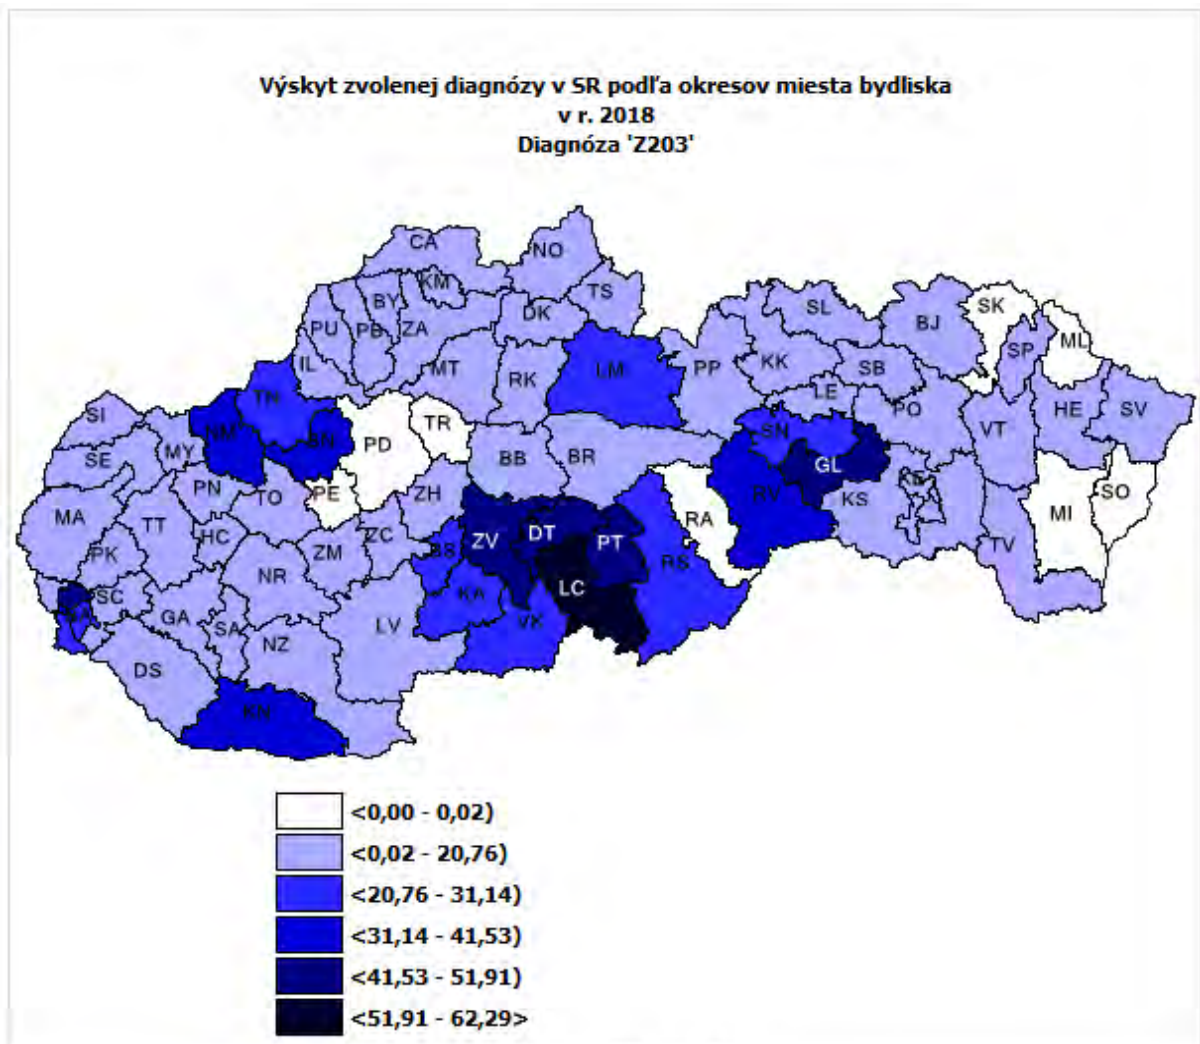 Výskyt zvolenej diagnózy v SR podľa okresov miesta bydliska
v r. 2018
Diagnóza 'Z203'
CA
NO
KM
TS
BY
SL
SK
PU
PB
ZA
DK
BJ
ML
IL
MT
RK
LM
PP
KK
SB
SP
TN
LE
SI
NM
BN
PD
TR
PO
HE
SV
MY
SN
VT
SE
BB
BR
GL
PN
TO
PE
ZH
RV
KS
KE
SO
MA
TT
RA
MI
HC
ZM
ZC
BS
ZV
DT
PT
PK
NR
RS
TV
SC
KA
LC
BA
GA
SA
LV
VK
NZ
DS
KN
<0,00 - 0,02)
<0,02 - 20,76)
<20,76 - 31,14)
<31,14 - 41,53)
<41,53 - 51,91)
<51,91 - 62,29>